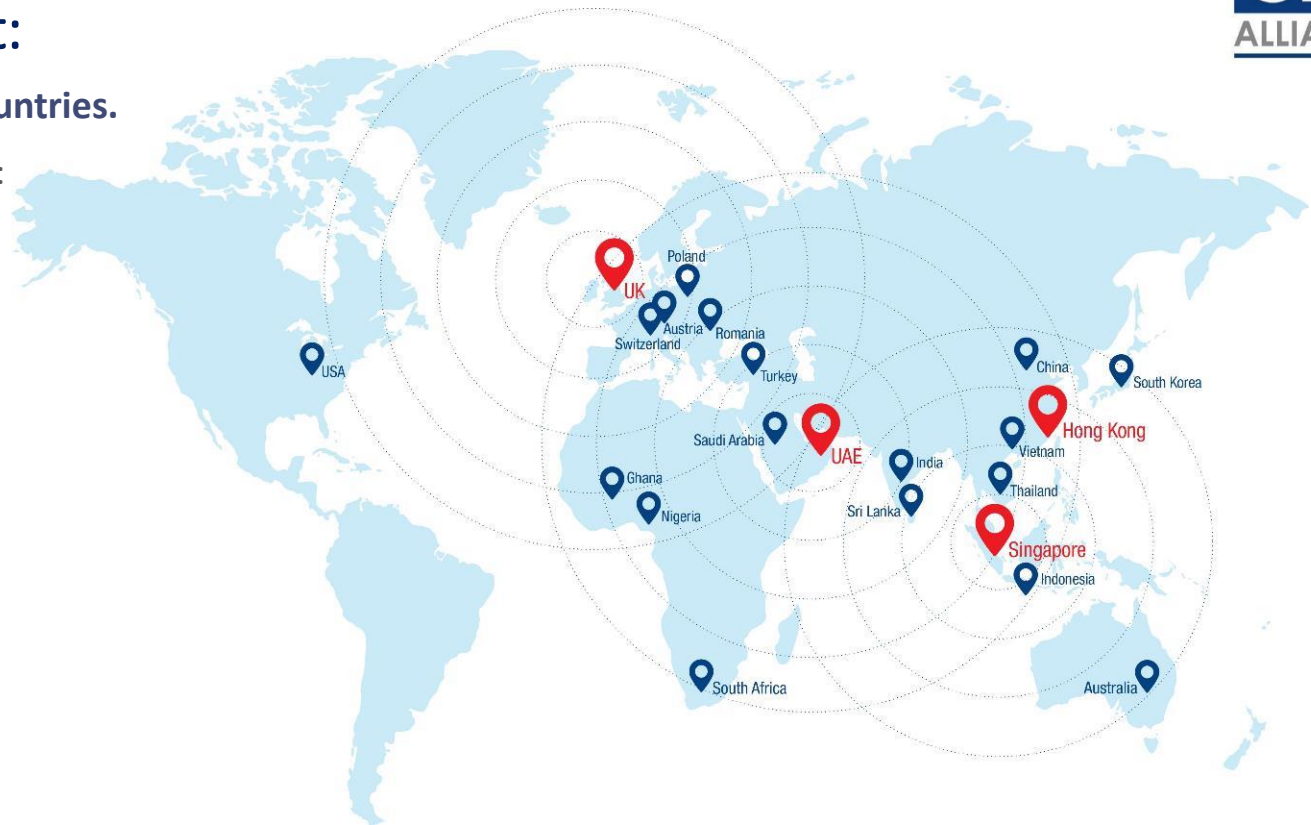 ountries.
ALLIA
Poland
UK
Austria
Romania
Switzerland
Turkey
USA
China
South Korea
Hong Kong
Saudi Arabia
UAE
Vietnam
India
Thailand
Ghana
Sri Lanka
Nigeria
Singapore
Indonesia
South Africa
Australia